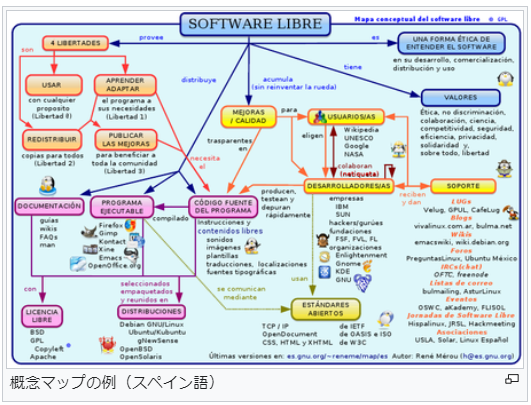 SOFTWARE LIBRE
Mapa conceptual del software libre
GPL
4 LIBERTADES
provee
es
UNA FORMA ÉTICA DE
ENTENDER EL SOFTWARE
en su desarrollo, comercialización,
distribución y uso
son
USAR
con cualquier
proposito
(Libertad 0)
APRENDER
ADAPTAR
el programa a
sus necesidades
(Libertad 1)
distribuye
acumula
(sin reinventar la rueda)
tiene
VALORES
Ética, no discriminación,
colaboración, ciencia,
competitividad, seguridad,
eficiencia, privacidad,
solidaridad y,
sobre todo, libertad
REDISTRIBUIR
copias para todos
(Libertad 2)
PUBLICAR
LAS MEJORAS
para beneficiar a
toda la comunidad
(Libertad 3)
MEJORAS
/ CALIDAD
para
USUARIOS/AS
eligen
Wikipedia
UNESCO
Google
NASA
trasparentes
en
necesita
el
colaboran
(netiqueta)
DOCUMENTACIÓN
guias
wikis
FAQs
man
PROGRAMA
EJECUTABLE
Firefox
Gimp
Kontact
Xine
Emacs
OpenOffice.org
compilado
CÓDIGO FUENTE
DEL PROGRAMA
Instrucciones y
contenidos libres
sonidos
imágenes
plantillas
traducciones, localizaciones
fuentes tipográficas
producen,
testean y
depuran
rápidamente
DESARROLLADORES/AS
empresas
IBM
SUN
hackers/gurúes
fundaciones
FSF, FVL, FL
organizaciones
Enlightenment
Gnome
KDE
GNU
reciben
y dan
SOPORTE
LUGs
Velug, GPUL, CafeLug
Blogs
vivalinux.com.ar, bulma.net
Wikis
emacswiki, wiki.debian.org
Foros
PreguntasLinux, Ubuntu México
IRCs(chat)
OFTC, freenode
Listas de correo
bulmailing, AsturLinux
Eventos
OSWC, aKademy, FLISOL
Jornadas de Software Libre
Hispalinux, JRSL, Hackmeeting
Asociaciones
USLA, Solar, Linux Español
con
seleccionados
empaquetados y
reunidos en
se comunican
mediante
usan
LICENCIA
LIBRE
BSD
GPL
Copyleft
Apache
DISTRIBUCIONES
Debian GNU/Linux
Ubuntu/Kubuntu
gNewSense
OpenBSD
OpenSolaris
ESTÁNDARES
ABIERTOS
TCP / IP de IETF
OpenDocument de OASIS e ISO
CSS, HTML y XHTML de W3C
Últimas versiones en: es.gnu.org/~reneme/map/es Autor: René Mérou (h@es.gnu.org)
概念マップの例（スペイン語）